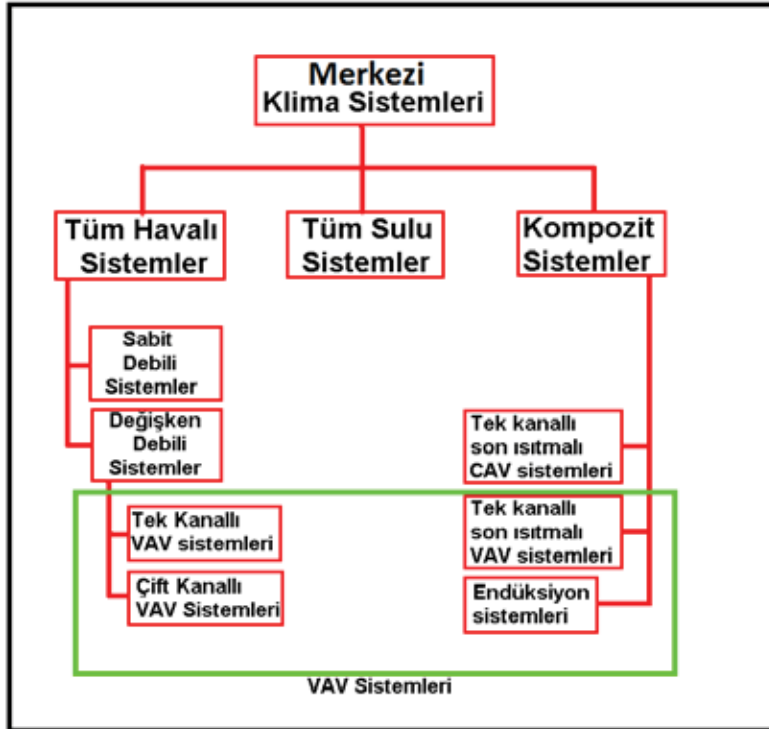 Merkezi
Klima Sistemleri
Tüm Havalı
Sistemler
Tüm Sulu
Sistemler
Kompozit
Sistemler
Sabit
Debili
Sistemler
Değişken
Debili
Sistemler
Tek Kanallı
VAV sistemleri
Çift Kanallı
VAV Sistemleri
Tek kanallı
son ısıtmalı
CAV sistemleri
Tek kanallı
son ısıtmalı
VAV sistemleri
Endüksiyon
sistemleri
VAV Sistemleri